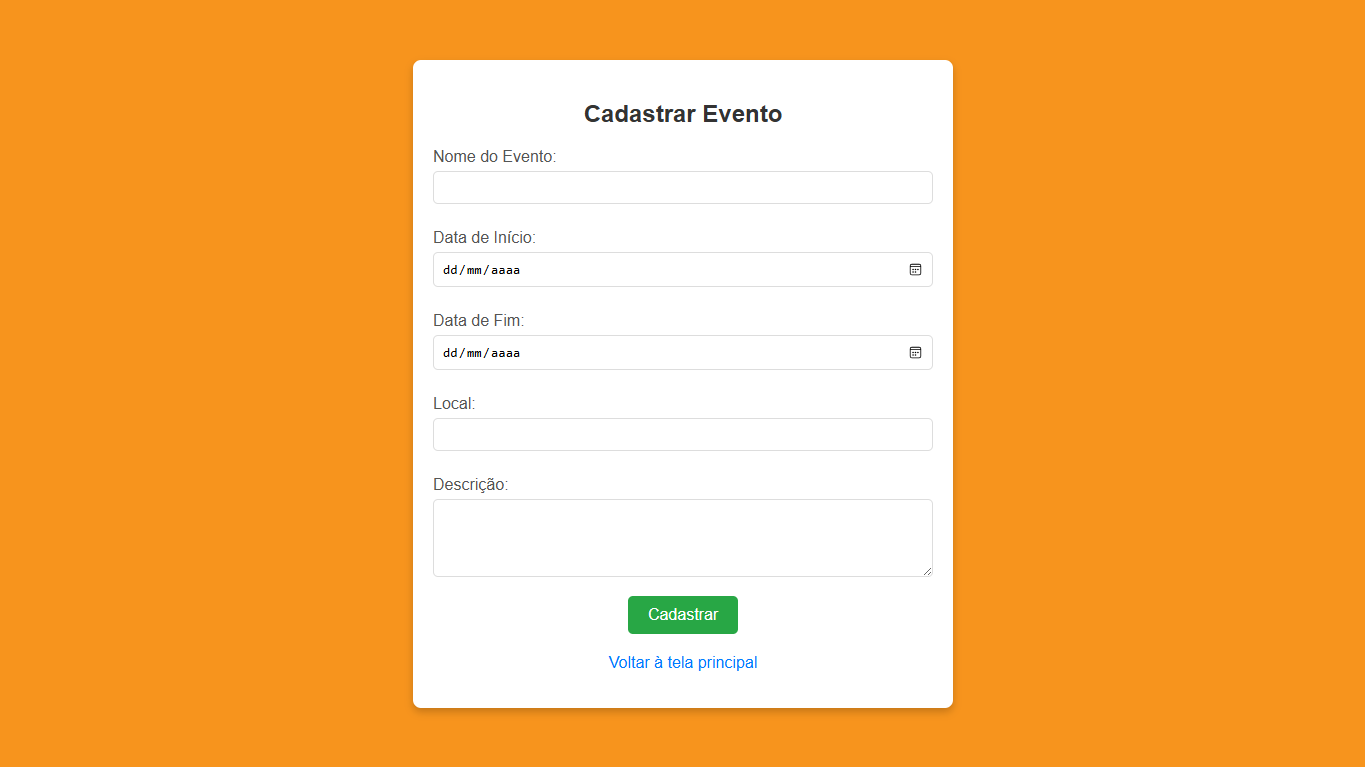 Cadastrar Evento
Nome do Evento:
Data de Início:
dd/mm/aaaa
Data de Fim:
dd/mm/aaaa
Local:
Descrição:
Cadastrar
Voltar à tela principal